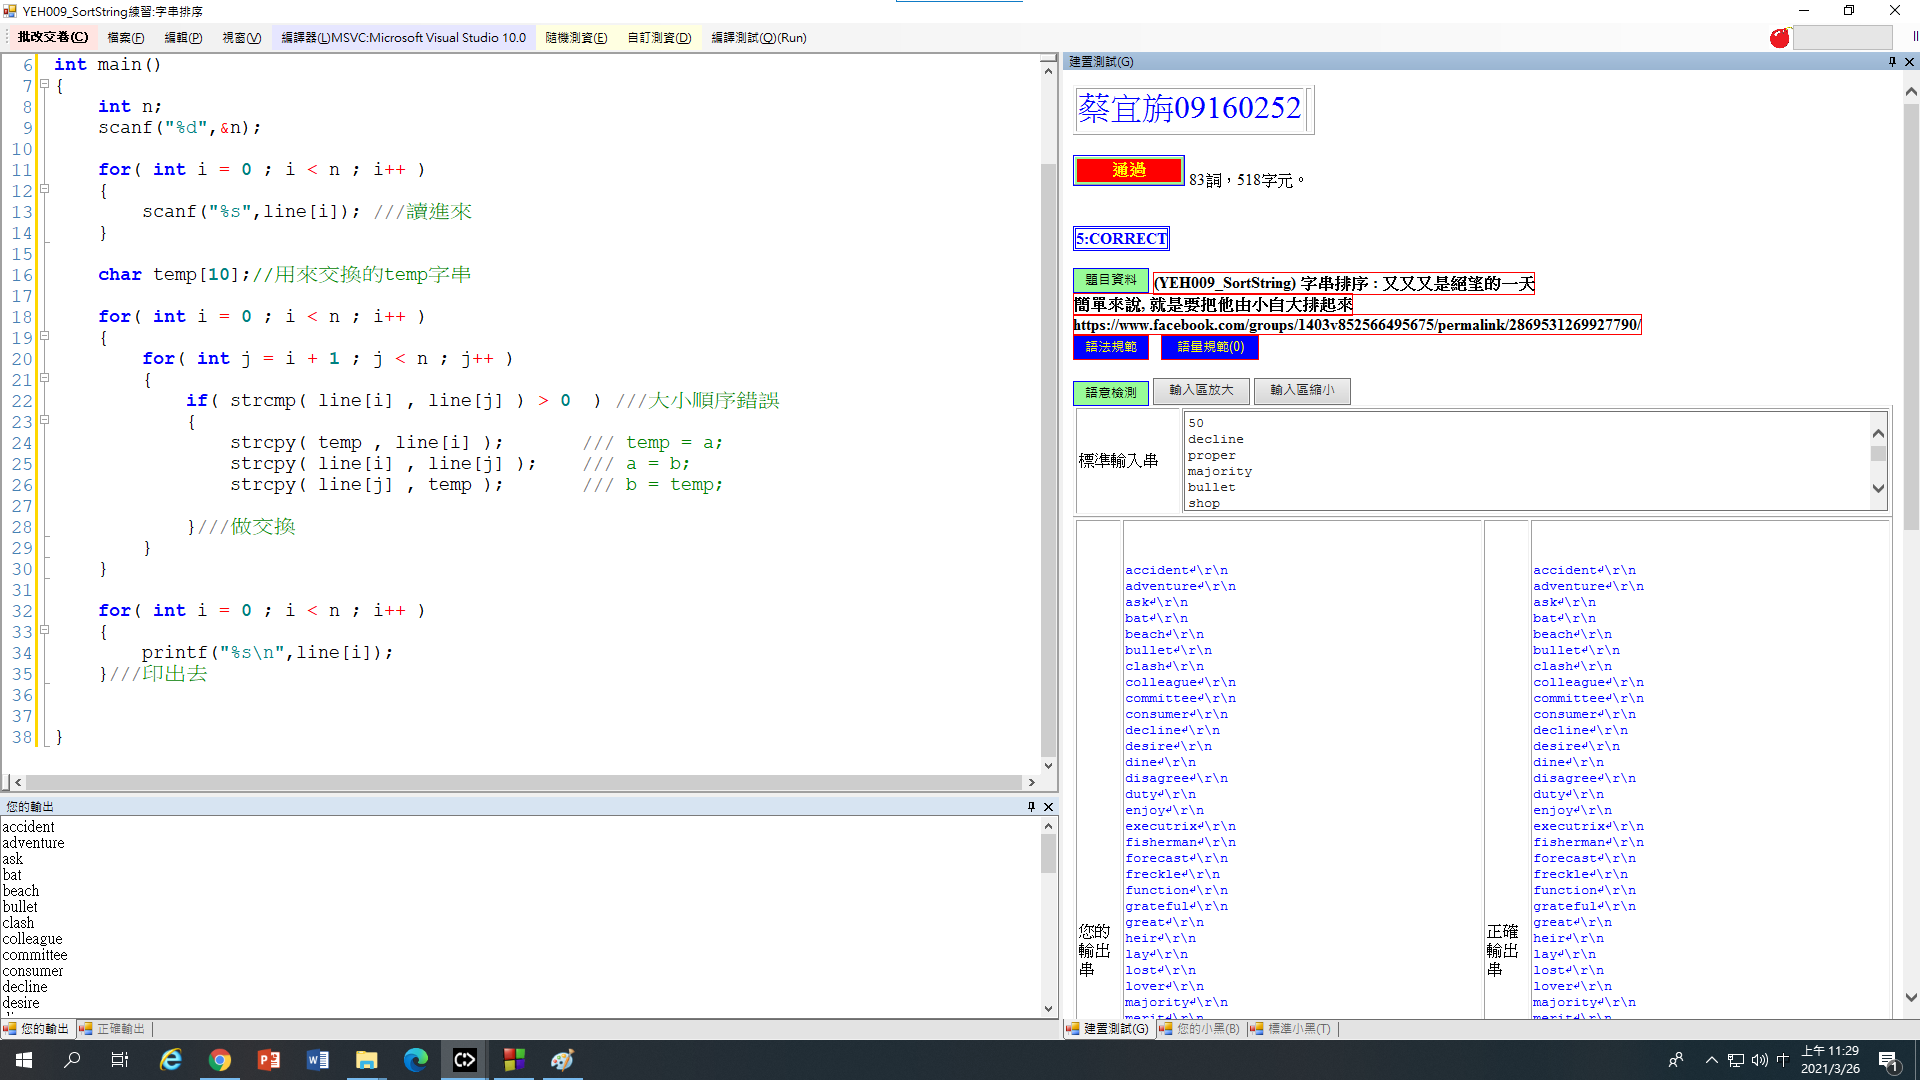 YEH009_SortString練習:字串排序
批改交卷(C) 檔案(F) 編輯(P) 視窗(V) 編譯器(L)MSVC:Microsoft Visual Studio 10.0 隨機測資(E) 自訂測資(D) 編譯測試(Q)(Run)
6 int main()
7 {
8 int n;
9 scanf("%d",&n);
10
11 for( int i = 0 ; i < n ; i++ )
12 {
13 scanf("%s",line[i]); ///讀進來
14 }
15
16 char temp[10];//用來交換的temp字串
17
18 for( int i = 0 ; i < n ; i++ )
19 {
20 for( int j = i + 1 ; j < n ; j++ )
21 {
22 if( strcmp( line[i] , line[j] ) > 0 ) ///大小順序錯誤
23 {
24 strcpy( temp , line[i] ); /// temp = a;
25 strcpy( line[i] , line[j] ); /// a = b;
26 strcpy( line[j] , temp ); /// b = temp;
27
28 }///做交換
29 }
30 }
31
32 for( int i = 0 ; i < n ; i++ )
33 {
34 printf("%s\n",line[i]);
35 }///印出去
36
37
38 }
您的輸出
accident
adventure
ask
bat
beach
bullet
clash
colleague
committee
consumer
decline
desire
您的輸出 正確輸出
建置測試(G)
蔡宜旃09160252
通過 83詞，518字元。
5:CORRECT
題目資料 (YEH009_SortString) 字串排序 : 又又又是絕望的一天
簡單來說, 就是要把他由小自大排起來
https://www.facebook.com/groups/1403v852566495675/permalink/2869531269927790/
語法規範 語量規範(0)
語意檢測 輸入區放大 輸入區縮小
標準輸入串
50
decline
proper
majority
bullet
shop
您的輸出串
accident↲\r\n
adventure↲\r\n
ask↲\r\n
bat↲\r\n
beach↲\r\n
bullet↲\r\n
clash↲\r\n
colleague↲\r\n
committee↲\r\n
consumer↲\r\n
decline↲\r\n
desire↲\r\n
dine↲\r\n
disagree↲\r\n
duty↲\r\n
enjoy↲\r\n
executrix↲\r\n
fisherman↲\r\n
forecast↲\r\n
freckle↲\r\n
function↲\r\n
grateful↲\r\n
great↲\r\n
heir↲\r\n
lay↲\r\n
lost↲\r\n
lover↲\r\n
majority↲\r\n
merit↲\r\n
正確輸出串
accident↲\r\n
adventure↲\r\n
ask↲\r\n
bat↲\r\n
beach↲\r\n
bullet↲\r\n
clash↲\r\n
colleague↲\r\n
committee↲\r\n
consumer↲\r\n
decline↲\r\n
desire↲\r\n
dine↲\r\n
disagree↲\r\n
duty↲\r\n
enjoy↲\r\n
executrix↲\r\n
fisherman↲\r\n
forecast↲\r\n
freckle↲\r\n
function↲\r\n
grateful↲\r\n
great↲\r\n
heir↲\r\n
lay↲\r\n
lost↲\r\n
lover↲\r\n
majority↲\r\n
merit↲\r\n
建置測試(G) 您的小黑(B) 標準小黑(T)
中 上午 11:29
2021/3/26
1